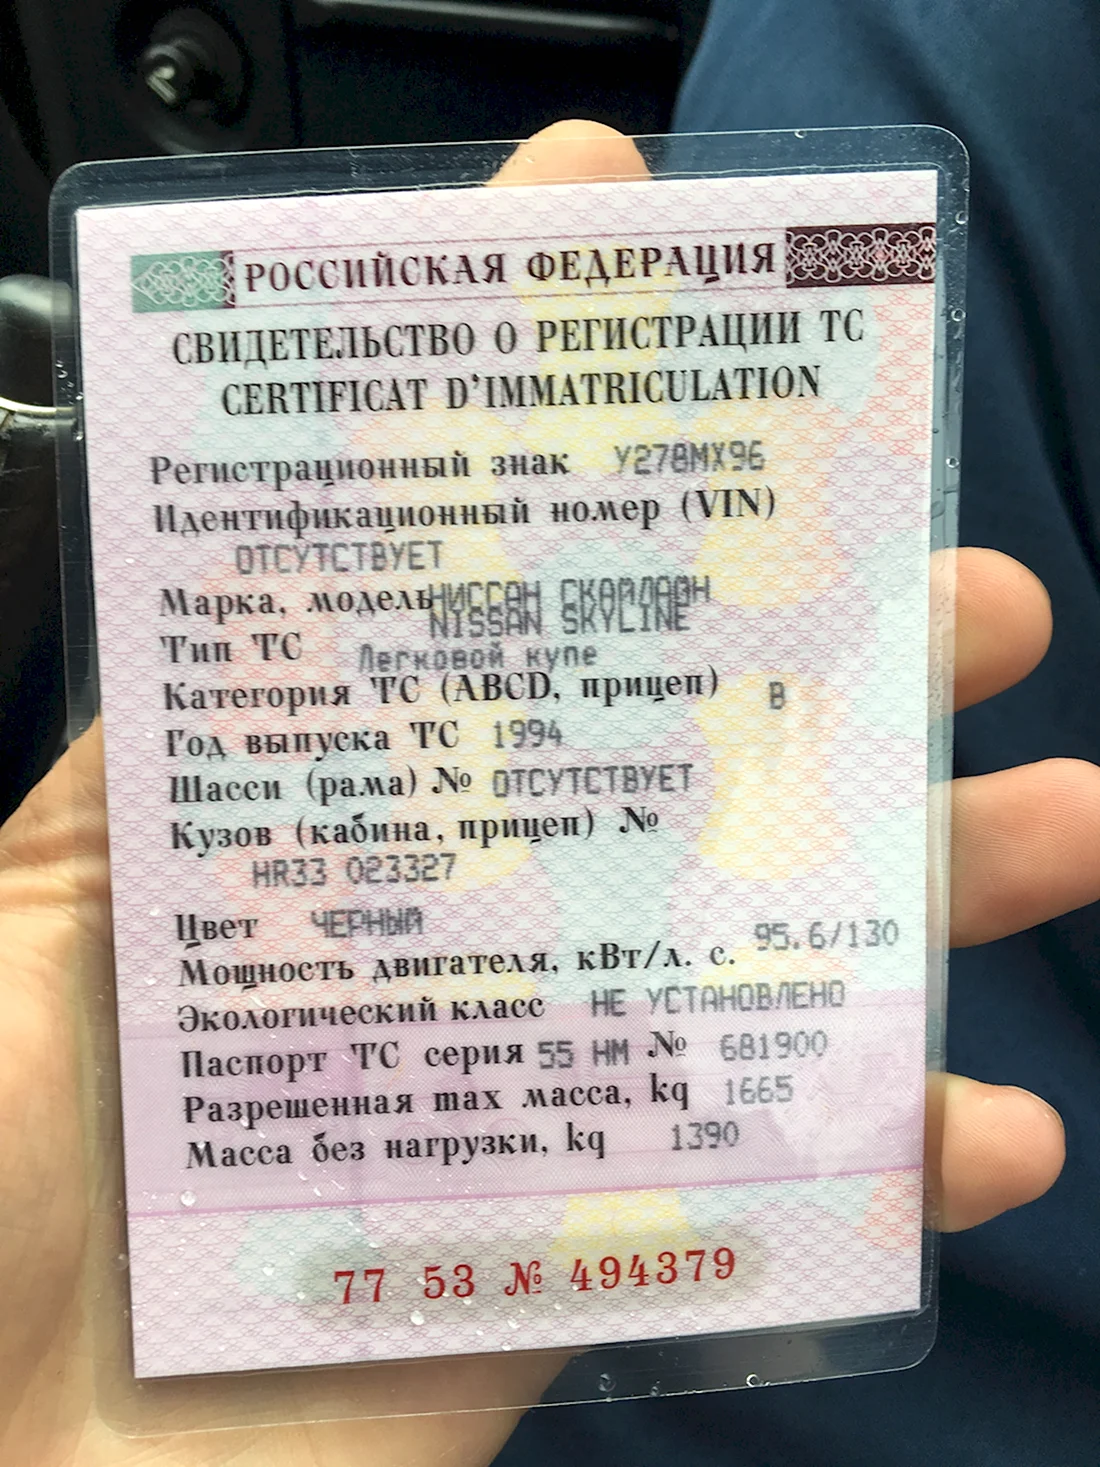 РОССИЙСКАЯ ФЕДЕРАЦИЯ
СВИДЕТЕЛЬСТВО О РЕГИСТРАЦИИ ТС
CERTIFICAT D'IMMATRICULATION
Регистрационный знак У278МХ96
Идентификационный номер (VIN)
ОТСУТСТВУЕТ
Марка, модель НИССАН СКАЙЛАЙН
NISSAN SKYLINE
Тип ТС Легковой купе
Категория ТС (ABCD, прицеп) B
Год выпуска ТС 1994
Шасси (рама) № ОТСУТСТВУЕТ
Кузов (кабина, прицеп) №
HR33 023327
Цвет ЧЕРНЫЙ
Мощность двигателя, кВт/л. с. 95.6/130
Экологический класс НЕ УСТАНОВЛЕНО
Паспорт ТС серия 55 НМ № 681900
Разрешенная max масса, kg 1665
Масса без нагрузки, kg 1390
77 53 № 494379